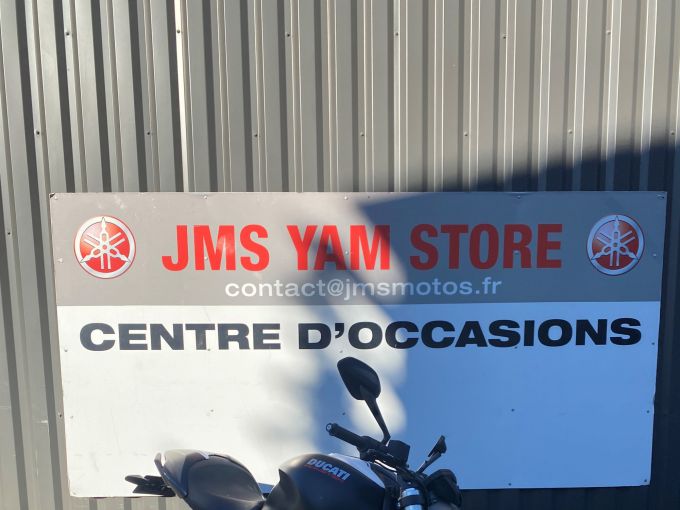 JMS YAM STORE
contact@jmsmotos.fr
CENTRE D'OCCASIONS
DUCATI